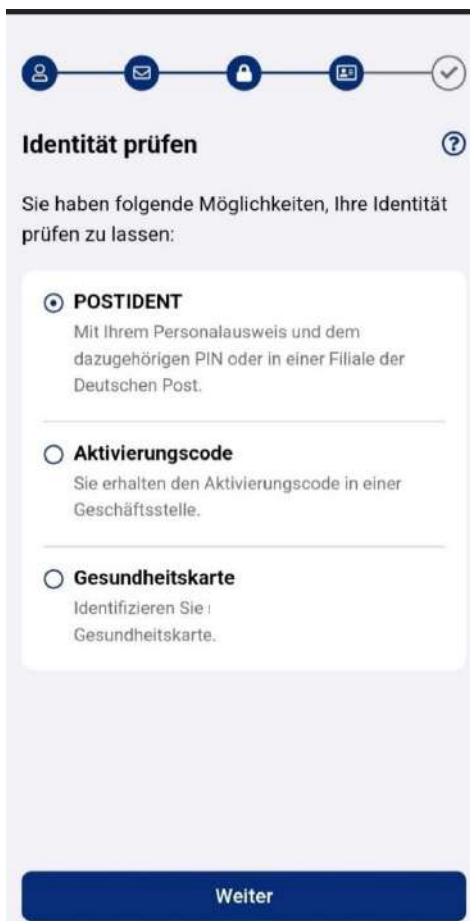 Identität prüfen
Sie haben folgende Möglichkeiten, Ihre Identität
prüfen zu lassen:
POSTIDENT
Mit Ihrem Personalausweis und dem
dazugehörigen PIN oder in einer Filiale der
Deutschen Post.
Aktivierungscode
Sie erhalten den Aktivierungscode in einer
Geschäftsstelle.
Gesundheitskarte
Identifizieren Sie
Gesundheitskarte.
Weiter